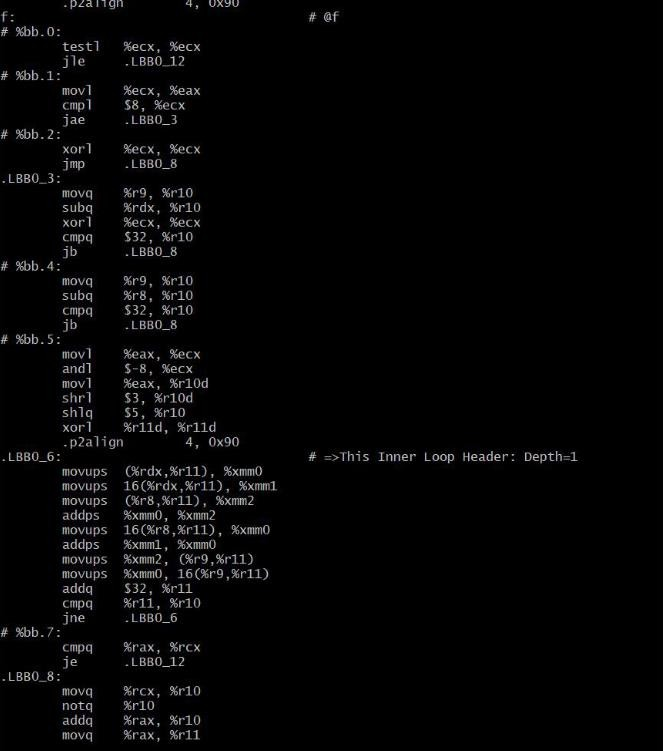 .p2align 4, 0x90
f: # @f
# %bb.0:
testl %ecx, %ecx
jle .LBB0_12
# %bb.1:
movl %ecx, %eax
cmpl $8, %ecx
jae .LBB0_3
# %bb.2:
xorl %ecx, %ecx
jmp .LBB0_8
.LBB0_3:
movq %r9, %r10
subq %rdx, %r10
xorl %ecx, %ecx
cmpq $32, %r10
jb .LBB0_8
# %bb.4:
movq %r9, %r10
subq %r8, %r10
cmpq $32, %r10
jb .LBB0_8
# %bb.5:
movl %eax, %ecx
andl $-8, %ecx
movl %eax, %r10d
shrl $3, %r10d
shlq $5, %r10
xorl %r11d, %r11d
.p2align 4, 0x90
.LBB0_6: # =>This Inner Loop Header: Depth=1
movups (%rdx,%r11), %xmm0
movups 16(%rdx,%r11), %xmm1
movups (%r8,%r11), %xmm2
addps %xmm0, %xmm2
movups 16(%r8,%r11), %xmm0
addps %xmm1, %xmm0
movups %xmm2, (%r9,%r11)
movups %xmm0, 16(%r9,%r11)
addq $32, %r11
cmpq %r11, %r10
jne .LBB0_6
# %bb.7:
cmpq %rax, %rcx
je .LBB0_12
.LBB0_8:
movq %rcx, %r10
notq %r10
addq %rax, %r10
movq %rax, %r11